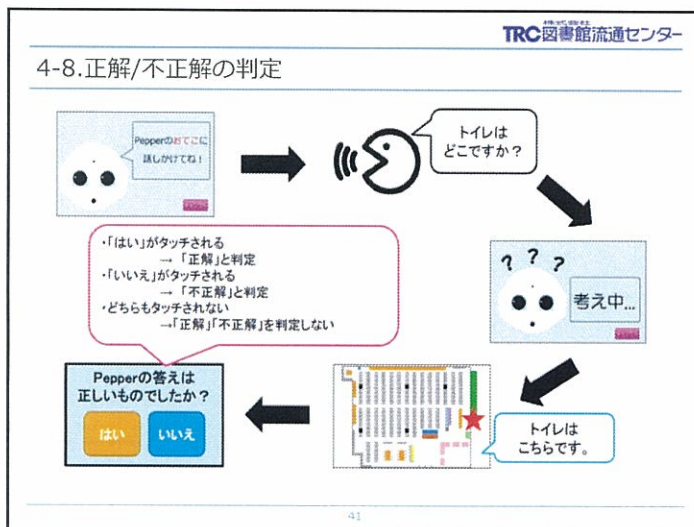 TRC図書館流通センター
4-8.正解/不正解の判定
Pepperのおでこに
話しかけてね！
トイレは
どこですか？
? ? ?
考え中...
・「はい」がタッチされる
→ 「正解」と判定
・「いいえ」がタッチされる
→ 「不正解」と判定
・どちらもタッチされない
→「正解」「不正解」を判定しない
Pepperの答えは
正しいものでしたか？
はい
いいえ
トイレは
こちらです。
41